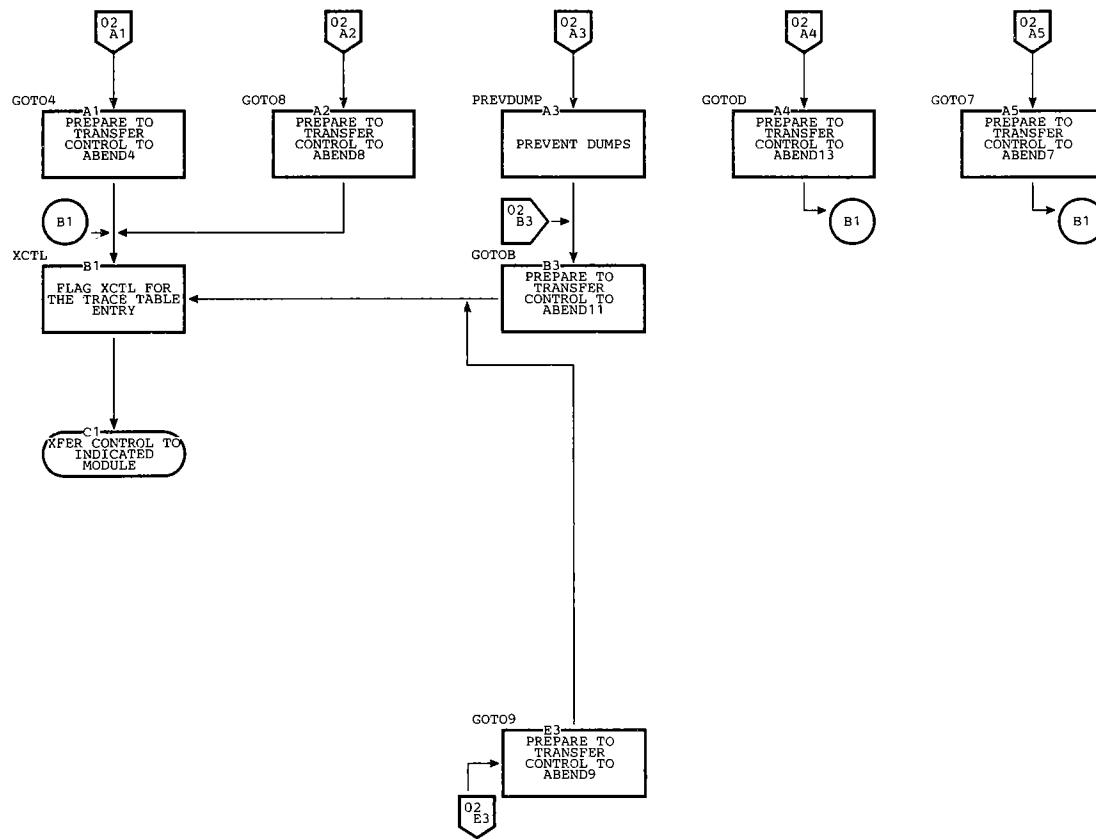 02
A1
02
A2
02
A3
02
A4
02
A5
GOTO4
A1
PREPARE TO
TRANSFER
CONTROL TO
ABEND4
GOTO8
A2
PREPARE TO
TRANSFER
CONTROL TO
ABEND8
PREVDUMP
A3
PREVENT DUMPS
GOTOD
A4
PREPARE TO
TRANSFER
CONTROL TO
ABEND13
GOTO7
A5
PREPARE TO
TRANSFER
CONTROL TO
ABEND7
B1
02
B3
B1
B1
XCTL
B1
FLAG XCTL FOR
THE TRACE TABLE
ENTRY
GOTOB
B3
PREPARE TO
TRANSFER
CONTROL TO
ABEND11
C1
XFER CONTROL TO
INDICATED
MODULE
GOTO9
E3
PREPARE TO
TRANSFER
CONTROL TO
ABEND9
02
E3